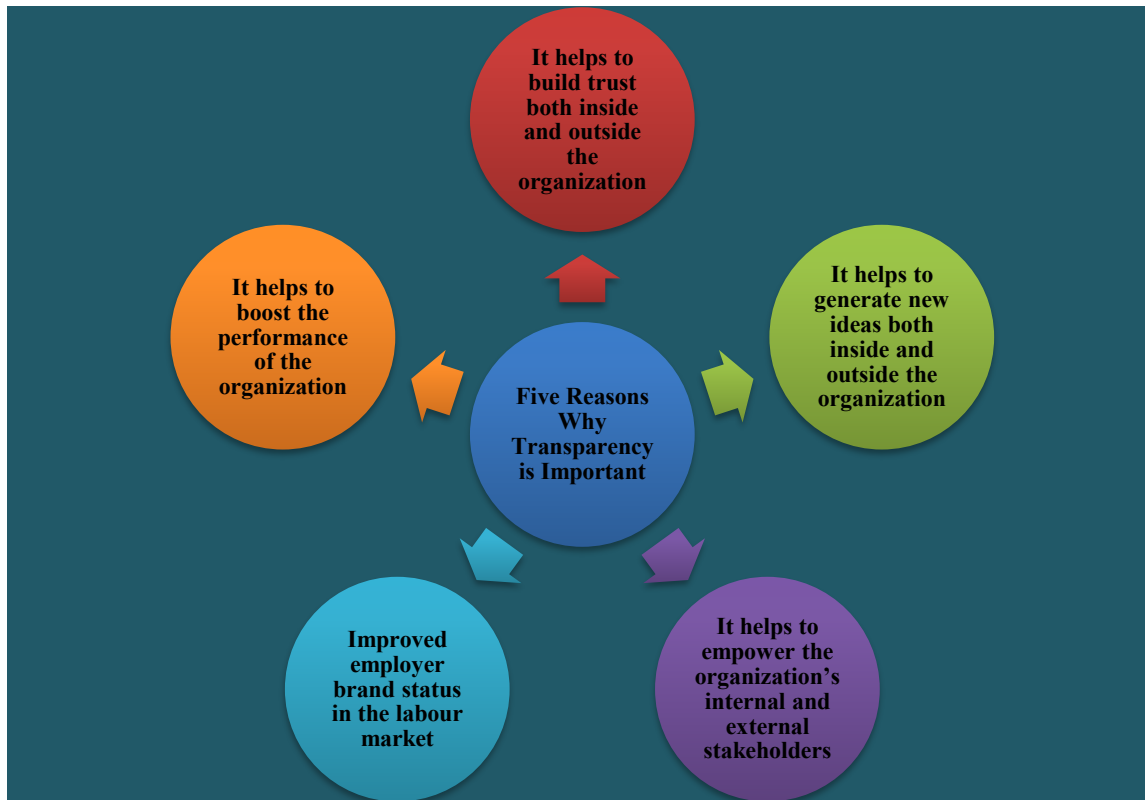 It helps to
build trust
both inside
and outside
the
organization
It helps to
generate new
ideas both
inside and
outside the
organization
It helps to
empower the
organization’s
internal and
external
stakeholders
Improved
employer
brand status
in the labour
market
It helps to
boost the
performance
of the
organization
Five Reasons
Why
Transparency
is Important